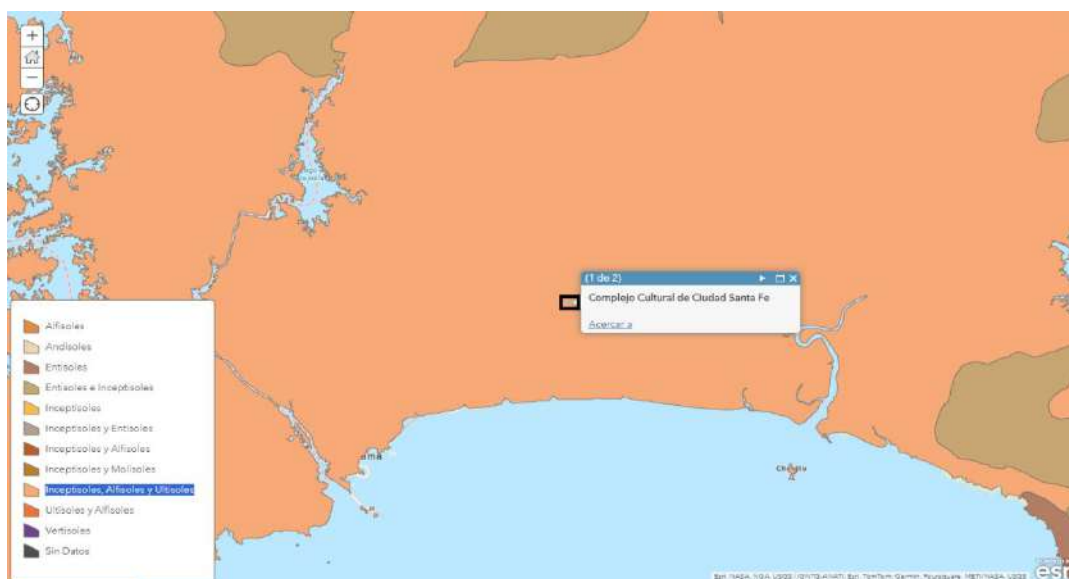 +
−
(1 de 2)
Complejo Cultural de Ciudad Santa Fe
Acercar a
Alfisoles
Andisoles
Entisoles
Entisoles e Inceptisoles
Inceptisoles
Inceptisoles y Entisoles
Inceptisoles y Alfisoles
Inceptisoles y Molisoles
Inceptisoles, Alfisoles y Ultisoles
Ultisoles y Alfisoles
Vertisoles
Sin Datos
amá
esri